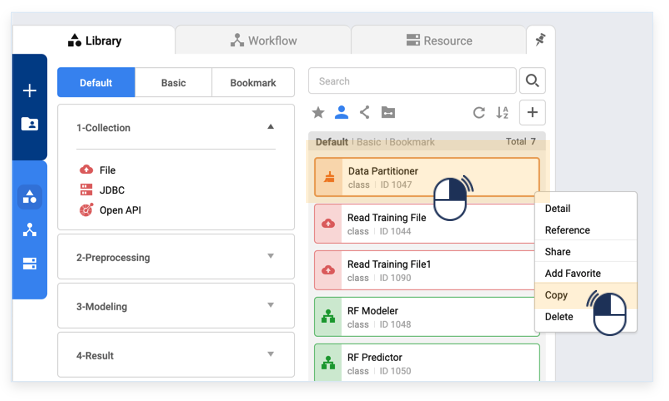 Library
Workflow
Resource
Default
Basic
Bookmark
1-Collection
File
JDBC
Open API
2-Preprocessing
3-Modeling
4-Result
Search
Default | Basic | Bookmark Total 7
Data Partitioner
class | ID 1047
Read Training File
class | ID 1044
Read Training File1
class | ID 1090
RF Modeler
class | ID 1048
RF Predictor
class | ID 1050
Detail
Reference
Share
Add Favorite
Copy
Delete